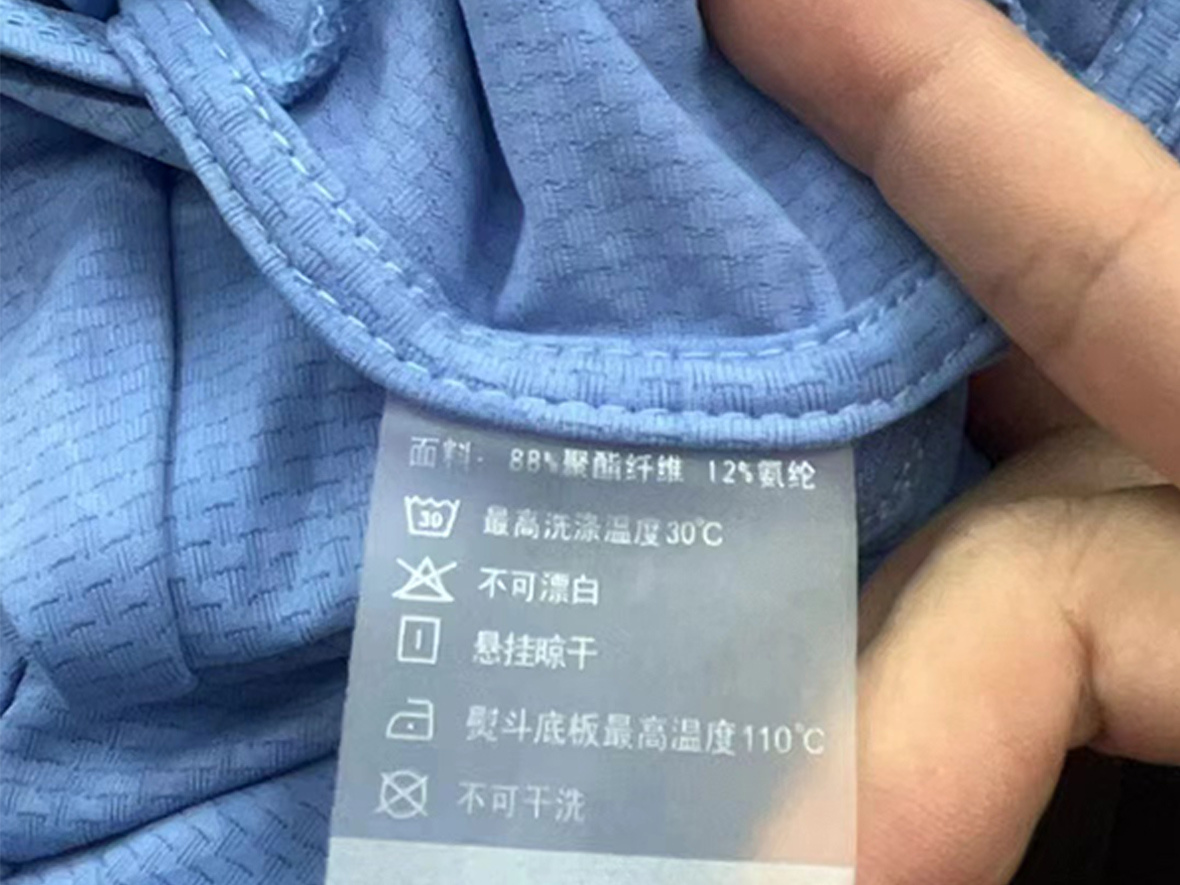 面料: 88%聚酯纤维 12%氨纶
30 最高洗涤温度30℃
不可漂白
悬挂晾干
熨斗底板最高温度110℃
不可干洗